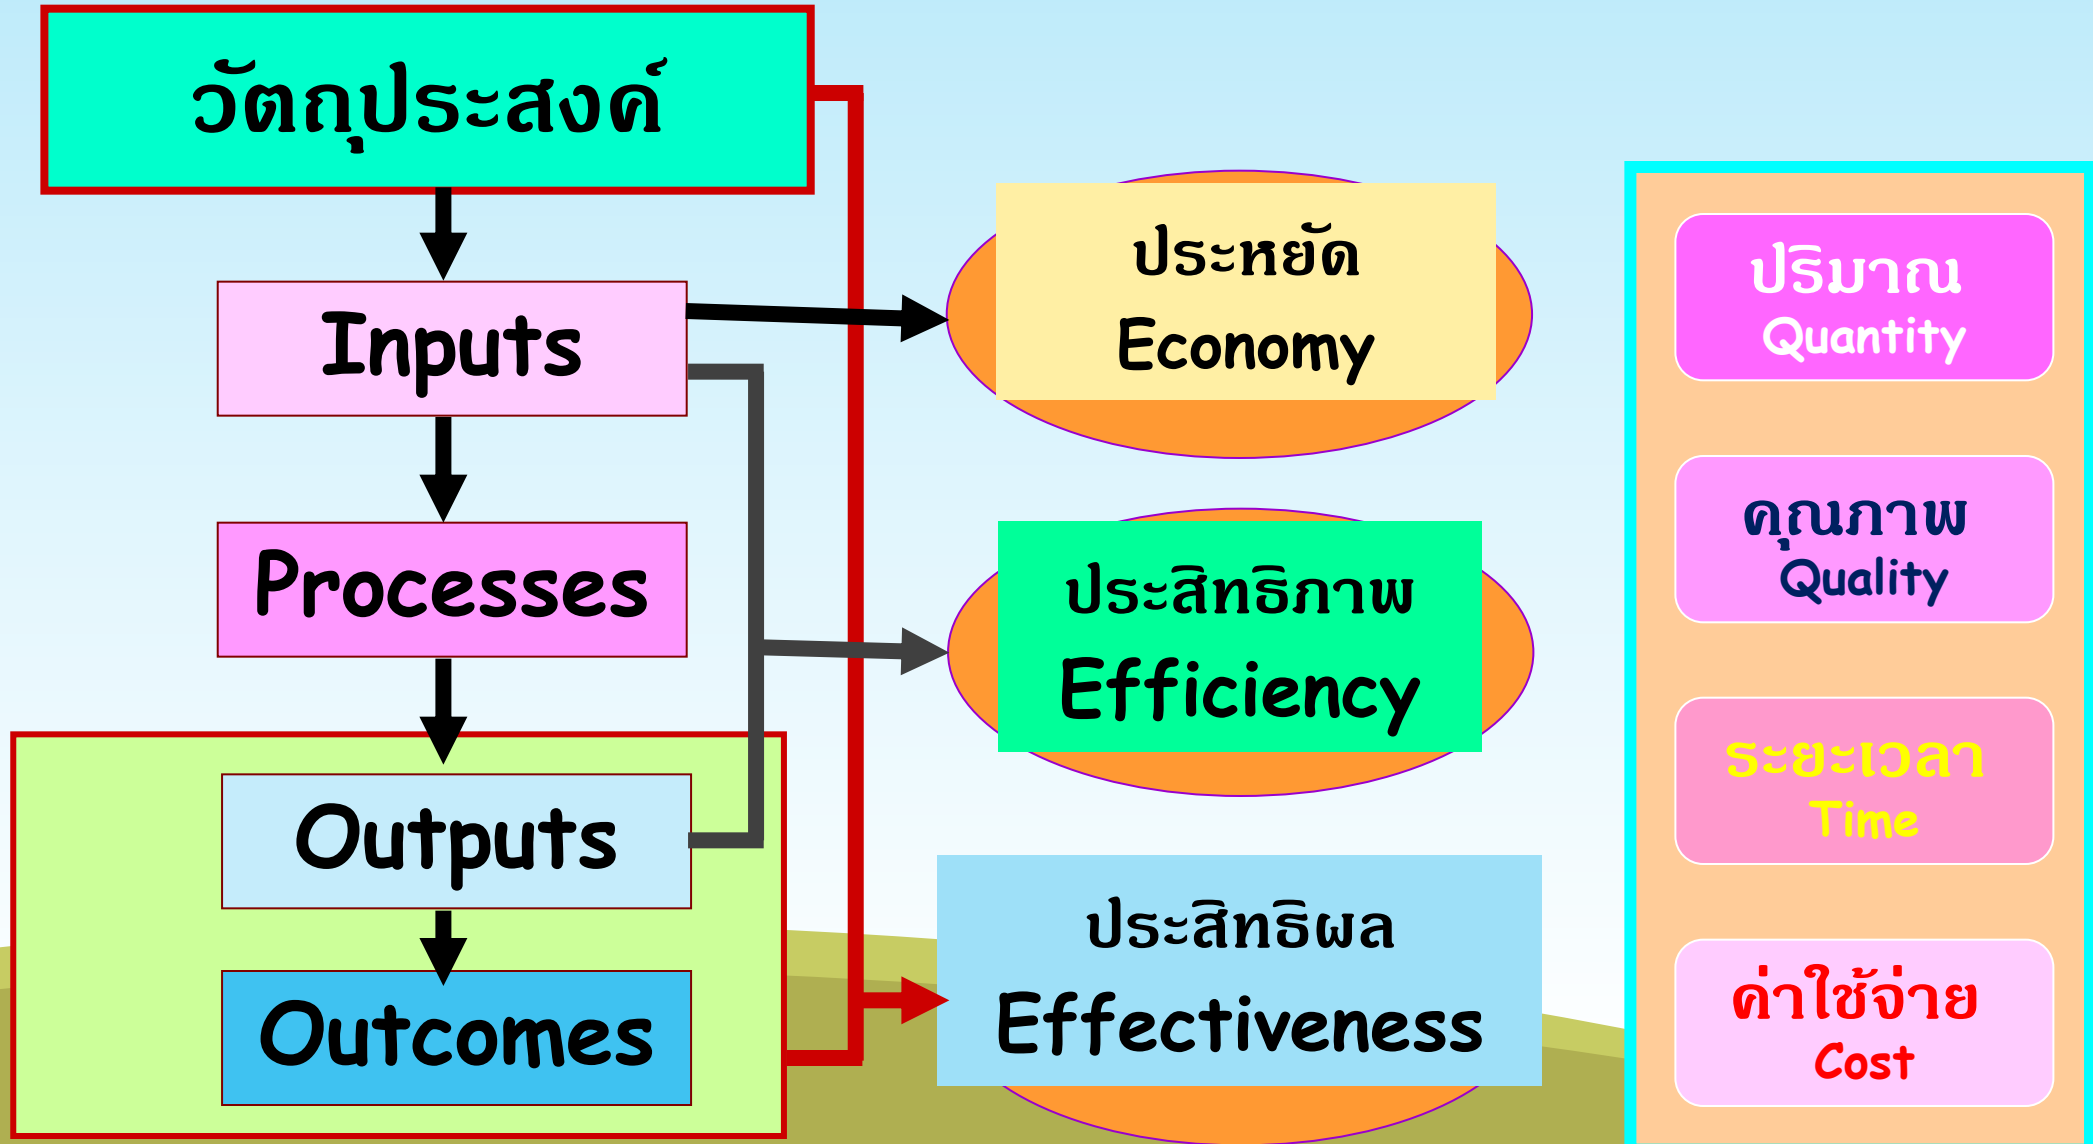 วัตถุประสงค์
Inputs
Processes
Outputs
Outcomes
ประหยัด
Economy
ประสิทธิภาพ
Efficiency
ประสิทธิผล
Effectiveness
ปริมาณ
Quantity
คุณภาพ
Quality
ระยะเวลา
Time
ค่าใช้จ่าย
Cost